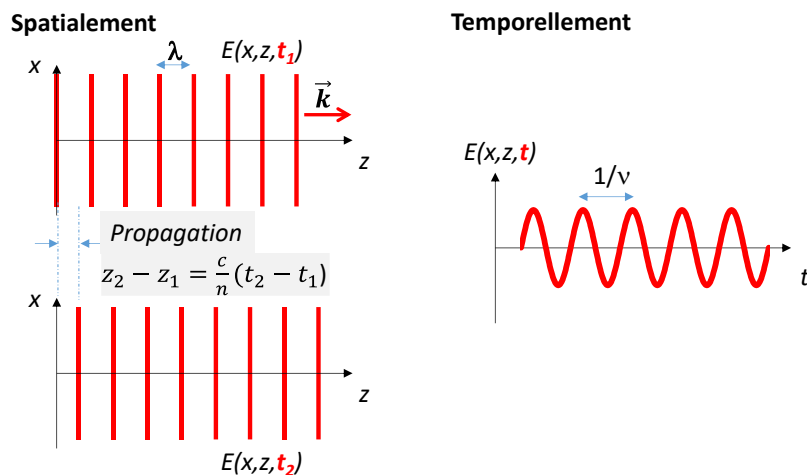 Spatialement
x
λ
E(x,z,t₁)
k⃗
z
Propagation
z₂ − z₁ = c/n (t₂ − t₁)
x
z
E(x,z,t₂)
Temporellement
E(x,z,t)
1/ν
t